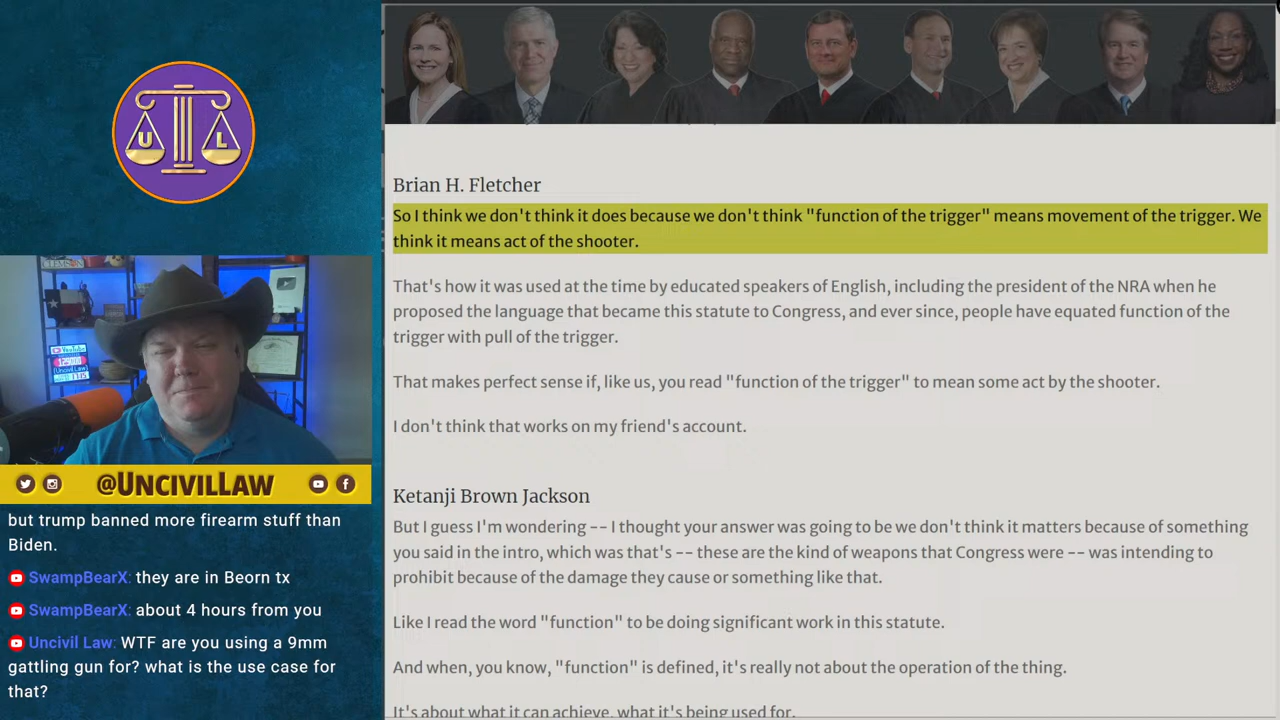 U L
Brian H. Fletcher
So I think we don't think it does because we don't think "function of the trigger" means movement of the trigger. We
think it means act of the shooter.
That's how it was used at the time by educated speakers of English, including the president of the NRA when he
proposed the language that became this statute to Congress, and ever since, people have equated function of the
trigger with pull of the trigger.
That makes perfect sense if, like us, you read "function of the trigger" to mean some act by the shooter.
I don't think that works on my friend's account.
Ketanji Brown Jackson
But I guess I'm wondering -- I thought your answer was going to be we don't think it matters because of something
you said in the intro, which was that's -- these are the kind of weapons that Congress were -- was intending to
prohibit because of the damage they cause or something like that.
Like I read the word "function" to be doing significant work in this statute.
And when, you know, "function" is defined, it's really not about the operation of the thing.
It's about what it can achieve, what it's being used for.
CLEMSON
YouTube
@UNCIVILLAW
but trump banned more firearm stuff than
Biden.
SwampBearX: they are in Beorn tx
SwampBearX: about 4 hours from you
Uncivil Law: WTF are you using a 9mm
gattling gun for? what is the use case for
that?